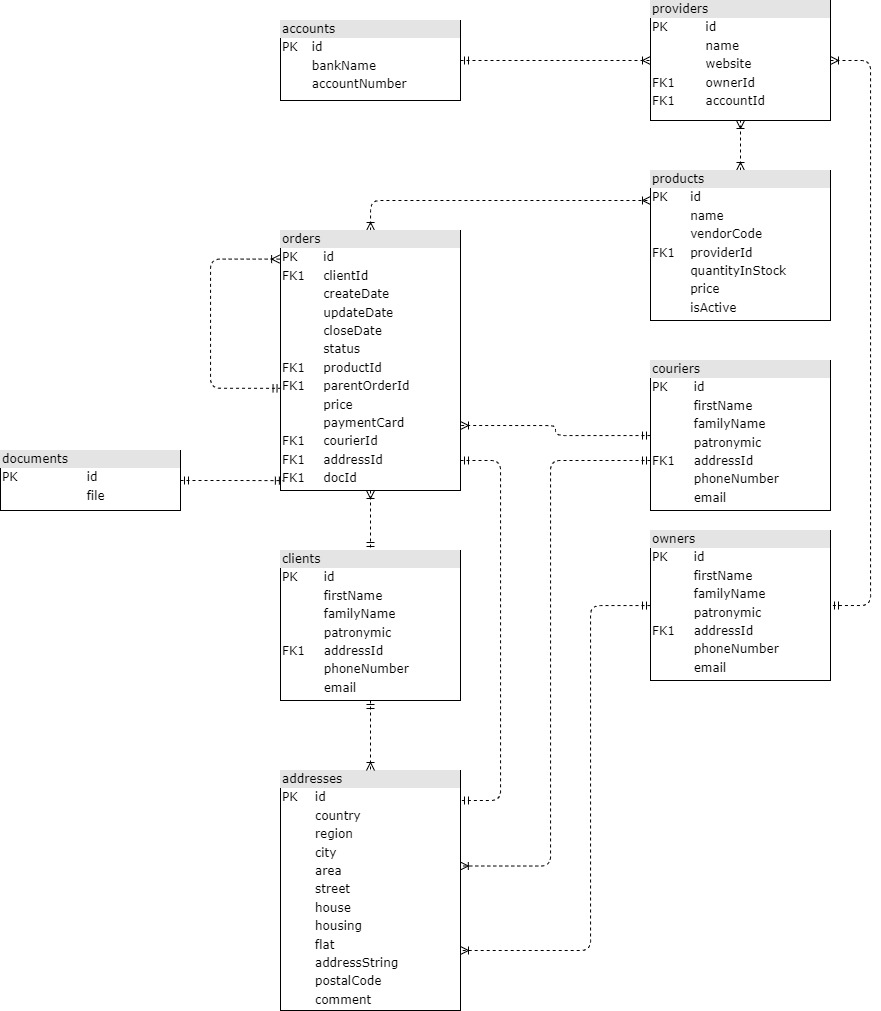 accounts
PK id
bankName
accountNumber
providers
PK id
name
website
FK1 ownerId
FK1 accountId
products
PK id
name
vendorCode
FK1 providerId
quantityInStock
price
isActive
orders
PK id
FK1 clientId
createDate
updateDate
closeDate
status
FK1 productId
FK1 parentOrderId
price
paymentCard
FK1 courierId
FK1 addressId
FK1 docId
couriers
PK id
firstName
familyName
patronymic
FK1 addressId
phoneNumber
email
documents
PK id
file
owners
PK id
firstName
familyName
patronymic
FK1 addressId
phoneNumber
email
clients
PK id
firstName
familyName
patronymic
FK1 addressId
phoneNumber
email
addresses
PK id
country
region
city
area
street
house
housing
flat
addressString
postalCode
comment